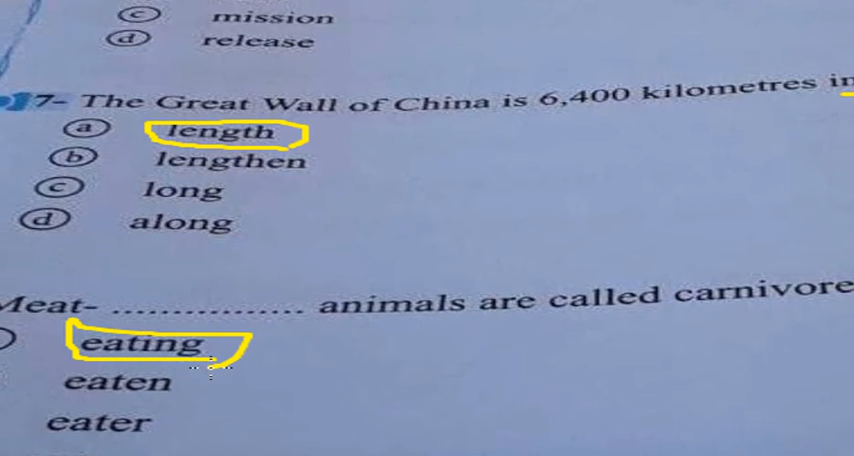 c mission
d release
7- The Great Wall of China is 6,400 kilometres in
a length
b lengthen
c long
d along
Meat- ................ animals are called carnivore
eating
eaten
eater